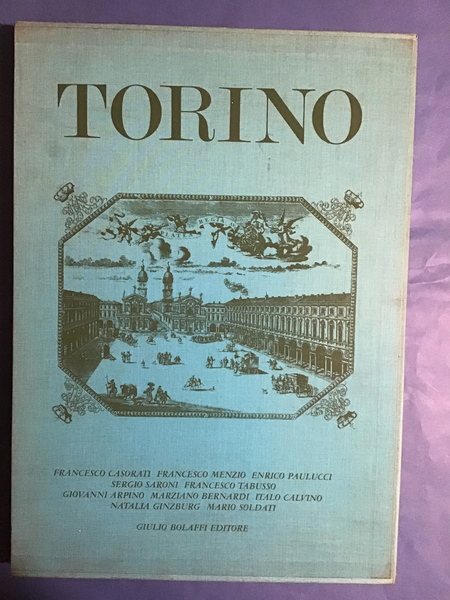 TORINO
REGIA
FRANCESCO CASORATI FRANCESCO MENZIO ENRICO PAULUCCI
SERGIO SARONI FRANCESCO TABUSSO
GIOVANNI ARPINO MARZIANO BERNARDI ITALO CALVINO
NATALIA GINZBURG MARIO SOLDATI
GIULIO BOLAFFI EDITORE